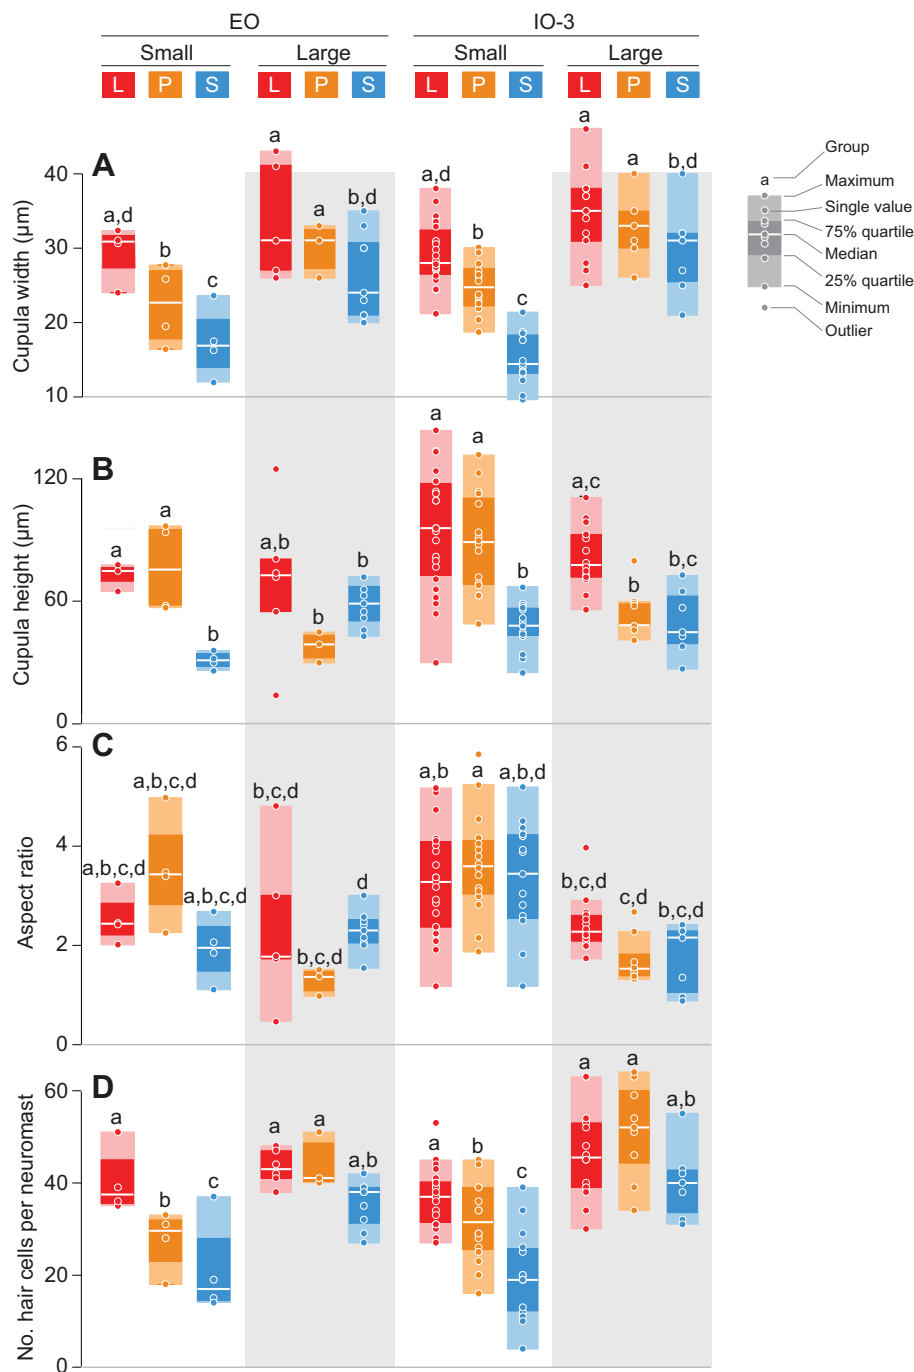 EO IO-3
Small Large Small Large
L P S L P S L P S L P S
A
Cupula width (µm)
40
30
20
10
a,d b c a a b,d a,d b c a a b,d
a
Group
Maximum
Single value
75% quartile
Median
25% quartile
Minimum
Outlier
B
Cupula height (µm)
120
60
0
a a b a,b b b a a b a,c b b,c
C
Aspect ratio
6
4
2
0
a,b,c,d a,b,c,d a,b,c,d b,c,d b,c,d d a,b a a,b,d b,c,d c,d b,c,d
D
No. hair cells per neuromast
60
40
20
0
a b c a a a,b a b c a a a,b